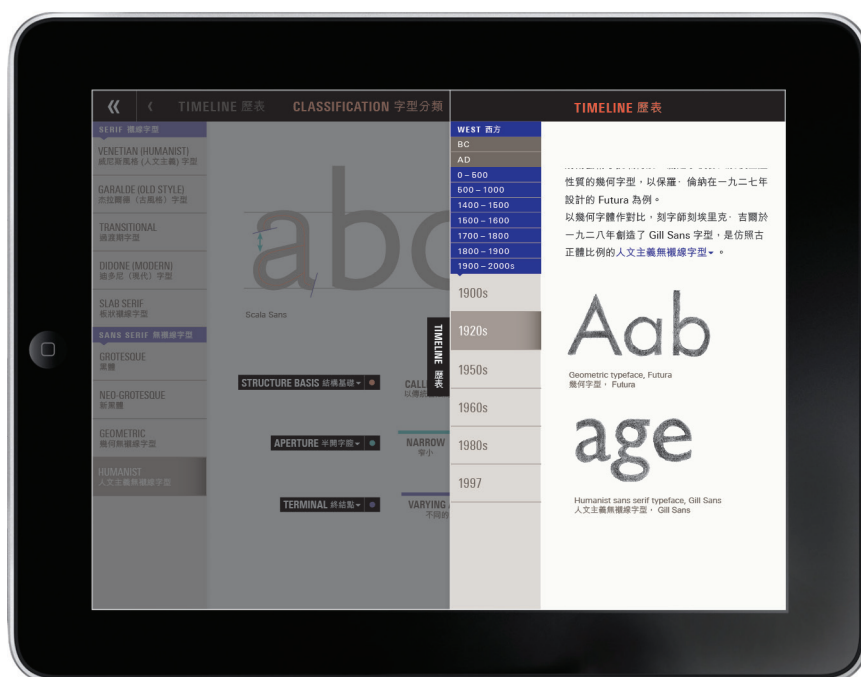 TIMELINE 歷表
CLASSIFICATION 字型分類
SERIF 襯線字型
VENETIAN (HUMANIST)
威尼斯風格 (人文主義) 字型
GARALDE (OLD STYLE)
杰拉爾德（古風格）字型
TRANSITIONAL
過渡期字型
DIDONE (MODERN)
迪多尼（現代）字型
SLAB SERIF
板狀襯線字型
SANS SERIF 無襯線字型
GROTESQUE
黑體
NEO-GROTESQUE
新黑體
GEOMETRIC
幾何無襯線字型
HUMANIST
人文主義無襯線字型
abc
Scala Sans
STRUCTURE BASIS 結構基礎
APERTURE 半開字腔
NARROW
窄小
TERMINAL 終結點
VARYING
不同的
TIMELINE 歷表
TIMELINE 歷表
WEST 西方
BC
AD
0 – 500
500 – 1000
1400 – 1500
1500 – 1600
1700 – 1800
1800 – 1900
1900 – 2000s
1900s
1920s
1950s
1960s
1980s
1997
性質的幾何字型，以保羅· 倫納在一九二七年
設計的 Futura 為例。
以幾何字體作對比，刻字師刻埃里克· 吉爾於
一九二八年創造了 Gill Sans 字型，是仿照古
正體比例的人文主義無襯線字型 。
Aab
Geometric typeface, Futura
幾何字型， Futura
age
Humanist sans serif typeface, Gill Sans
人文主義無襯線字型， Gill Sans